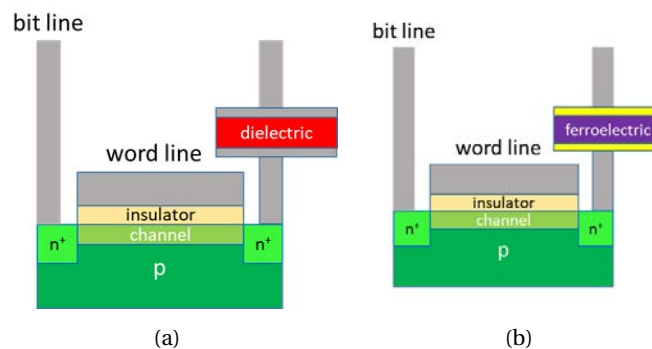 bit line
dielectric
word line
insulator
channel
n+
n+
p
(a)
(b)
bit line
ferroelectric
word line
insulator
channel
n+
n+
p